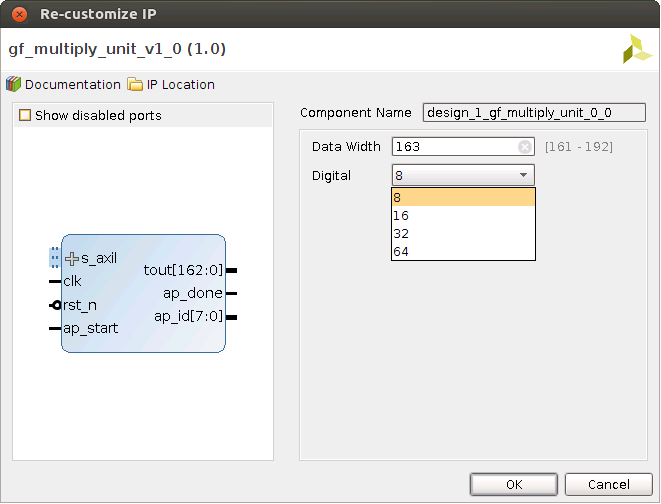 Re-customize IP
gf_multiply_unit_v1_0 (1.0)
Documentation IP Location
Show disabled ports
s_axil
clk
rst_n
ap_start
tout[162:0]
ap_done
ap_id[7:0]
Component Name design_1_gf_multiply_unit_0_0
Data Width 163 [161 - 192]
Digital 8
8
16
32
64
OK Cancel